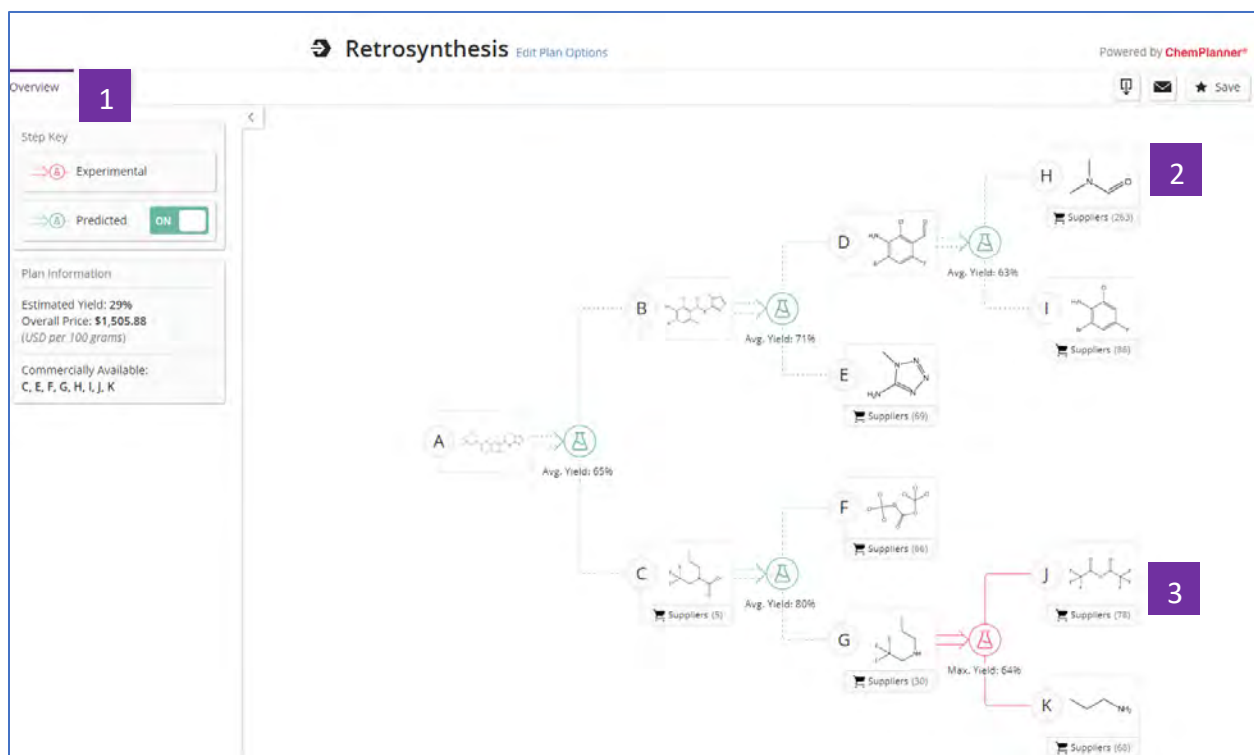 Retrosynthesis Edit Plan Options
Powered by ChemPlanner®
Overview
1
Save
Step Key
Experimental
Predicted ON
Plan Information
Estimated Yield: 29%
Overall Price: $1,505.88
(USD per 100 grams)
Commercially Available:
C, E, F, G, H, I, J, K
A
Avg. Yield: 65%
B
Avg. Yield: 71%
C
Suppliers (5)
Avg. Yield: 80%
D
Avg. Yield: 63%
E
Suppliers (69)
F
Suppliers (66)
G
Suppliers (30)
Max. Yield: 64%
H
Suppliers (263)
2
I
Suppliers (86)
J
Suppliers (78)
3
K
NH₂
Suppliers (68)